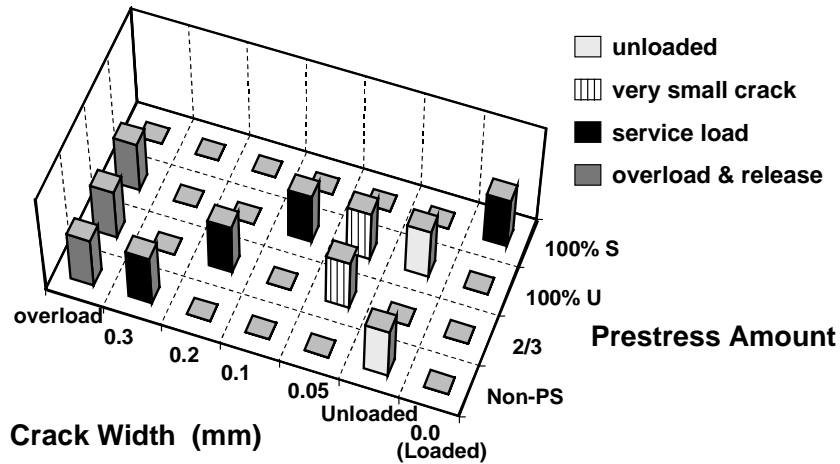 unloaded
very small crack
service load
overload & release
100% S
100% U
2/3
Non-PS
Prestress Amount
overload
0.3
0.2
0.1
0.05
Unloaded
0.0
(Loaded)
Crack Width (mm)